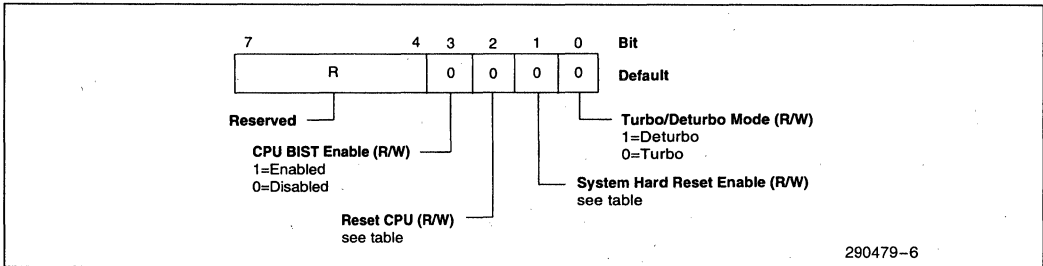 7 4 3 2 1 0 Bit
R 0 0 0 0 Default
Reserved
Turbo/Deturbo Mode (R/W)
1=Deturbo
0=Turbo
CPU BIST Enable (R/W)
1=Enabled
0=Disabled
System Hard Reset Enable (R/W)
see table
Reset CPU (R/W)
see table
290479–6